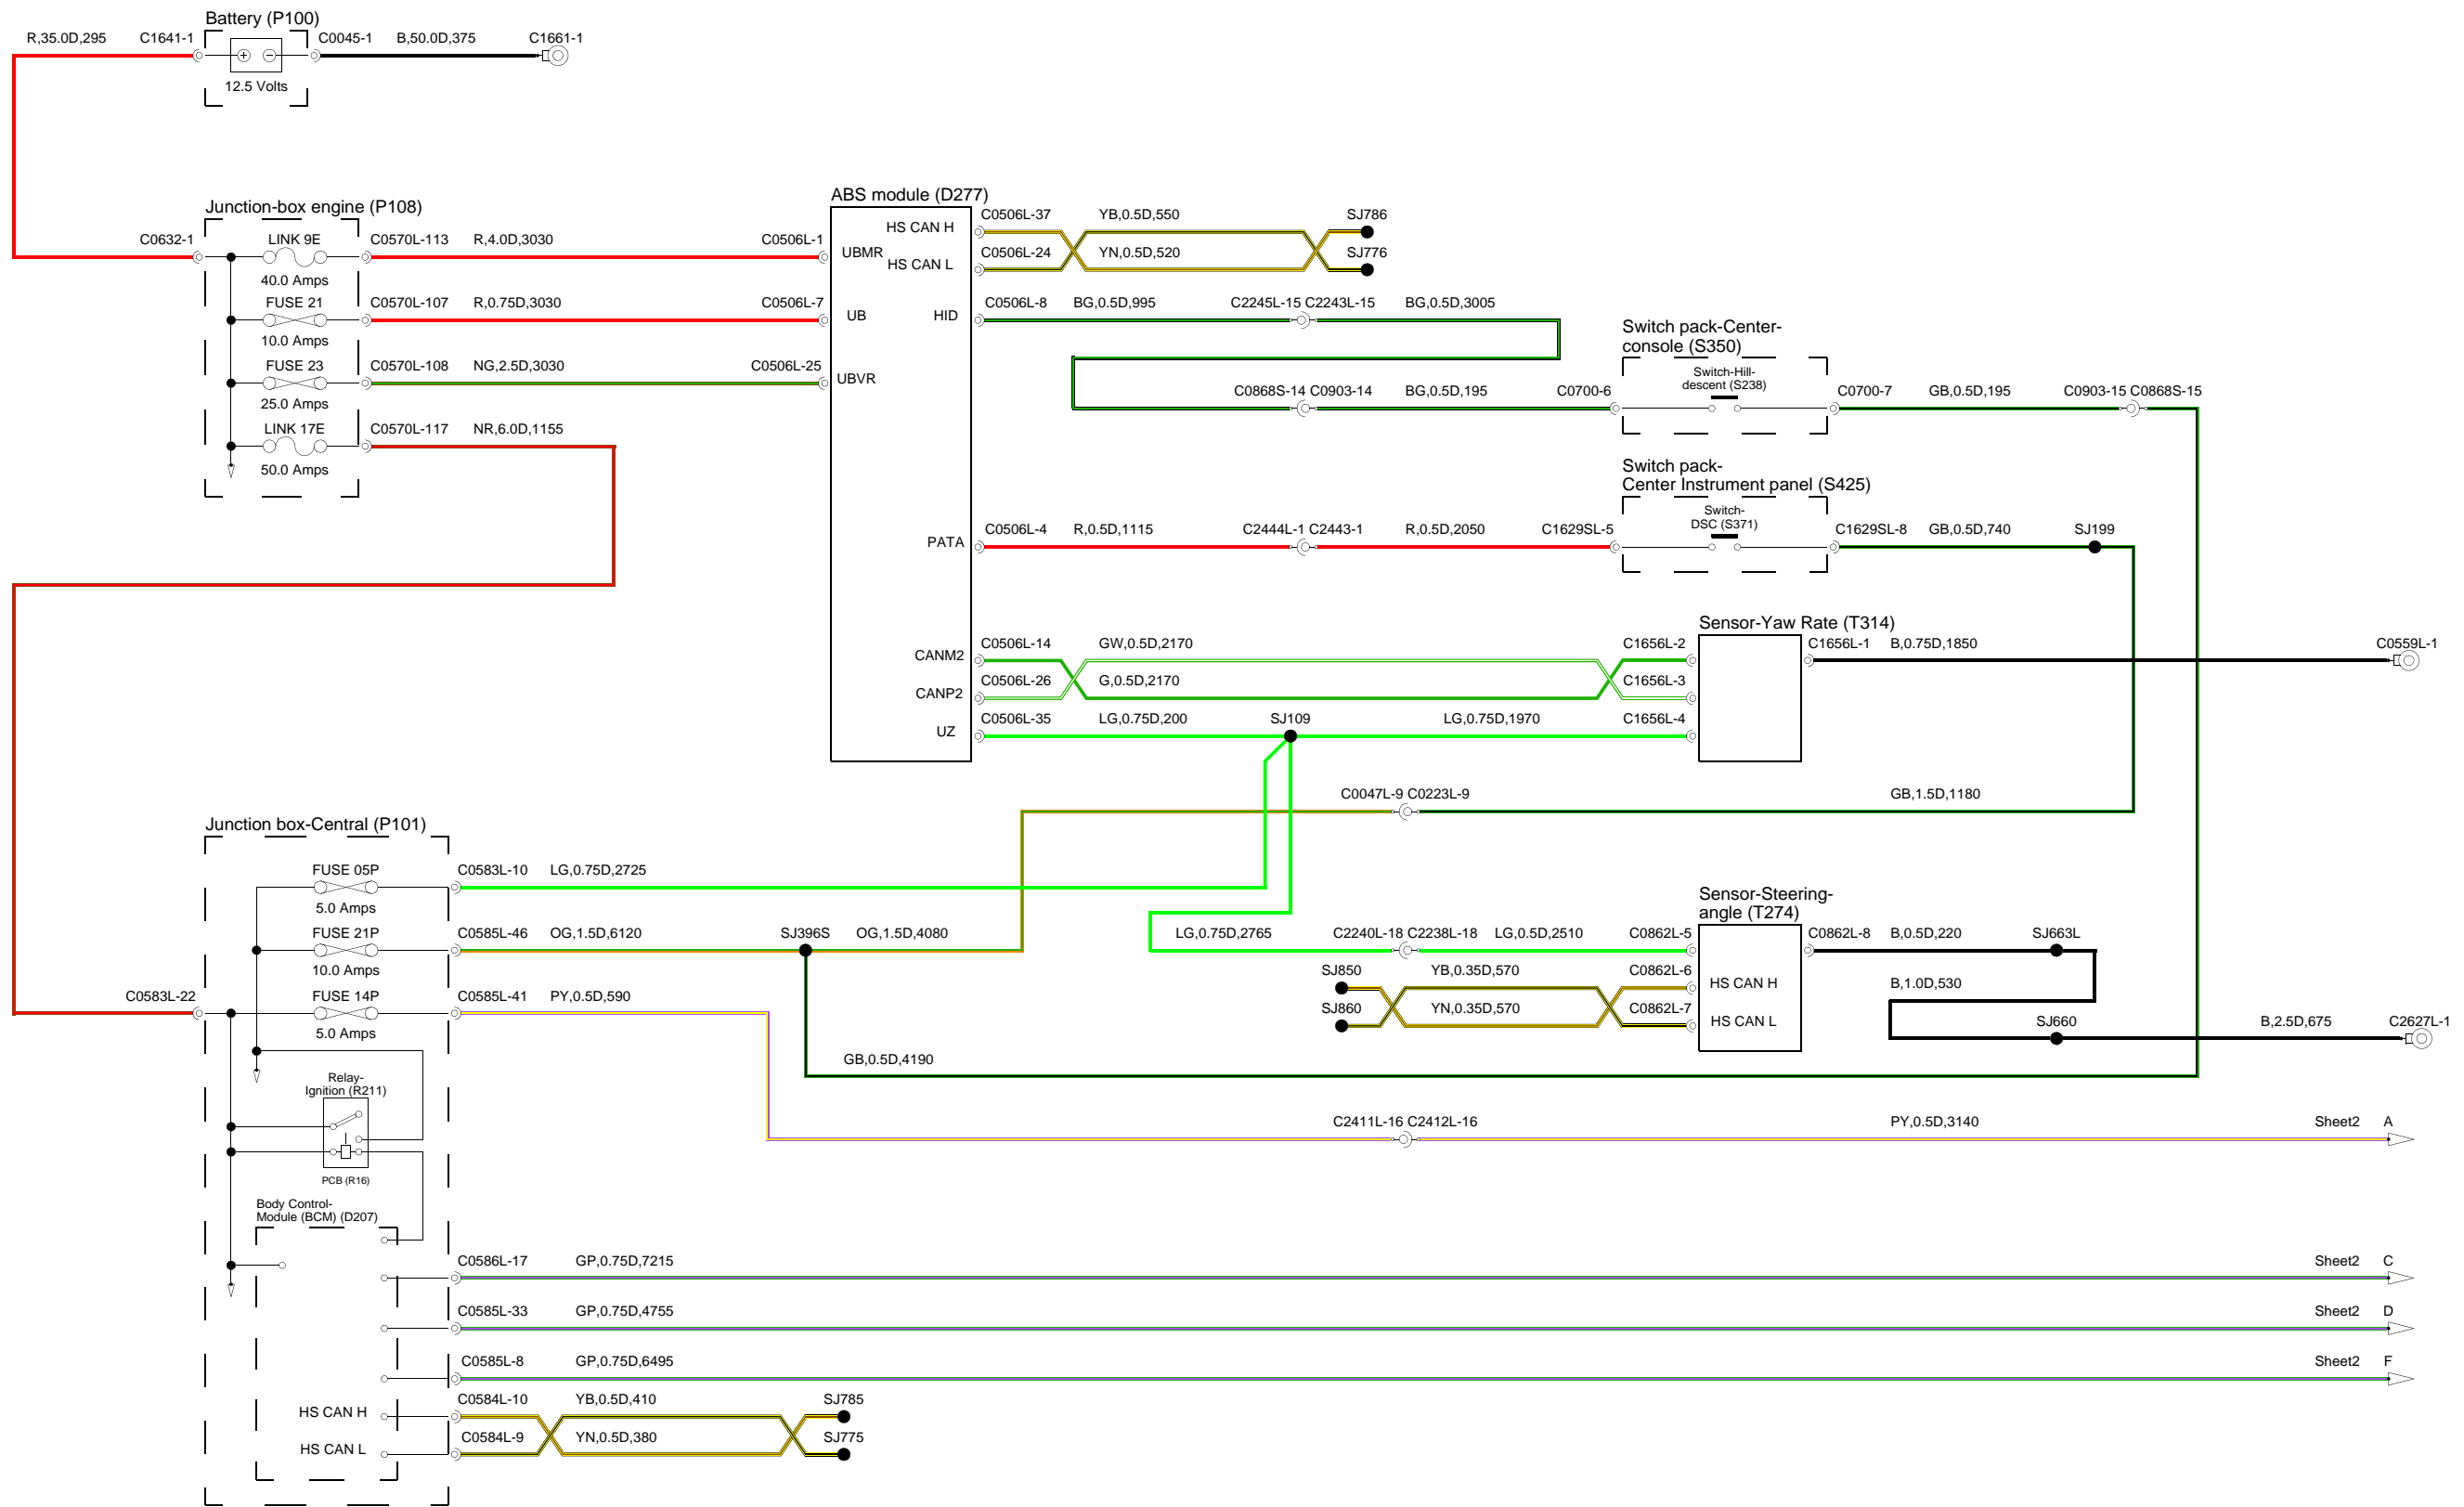 Battery (P100)
R,35.0D,295
C1641-1
C0045-1
B,50.0D,375
C1661-1
12.5 Volts
Junction-box engine (P108)
C0632-1
LINK 9E
40.0 Amps
C0570L-113
R,4.0D,3030
C0506L-1
FUSE 21
10.0 Amps
C0570L-107
R,0.75D,3030
C0506L-7
FUSE 23
25.0 Amps
C0570L-108
NG,2.5D,3030
C0506L-25
LINK 17E
50.0 Amps
C0570L-117
NR,6.0D,1155
ABS module (D277)
UBMR
UB
UBVR
HS CAN H
HS CAN L
HID
PATA
CANM2
CANP2
UZ
C0506L-37
YB,0.5D,550
SJ786
C0506L-24
YN,0.5D,520
SJ776
C0506L-8
BG,0.5D,995
C2245L-15 C2243L-15
BG,0.5D,3005
C0868S-14 C0903-14
BG,0.5D,195
C0700-6
Switch pack-Center-
console (S350)
Switch-Hill-
descent (S238)
C0700-7
GB,0.5D,195
C0903-15 C0868S-15
Switch pack-
Center Instrument panel (S425)
Switch-
DSC (S371)
C0506L-4
R,0.5D,1115
C2444L-1 C2443-1
R,0.5D,2050
C1629SL-5
C1629SL-8
GB,0.5D,740
SJ199
Sensor-Yaw Rate (T314)
C0506L-14
GW,0.5D,2170
C1656L-2
C1656L-1
B,0.75D,1850
C0559L-1
C0506L-26
G,0.5D,2170
C1656L-3
C0506L-35
LG,0.75D,200
SJ109
LG,0.75D,1970
C1656L-4
C0047L-9 C0223L-9
GB,1.5D,1180
Junction box-Central (P101)
FUSE 05P
5.0 Amps
C0583L-10
LG,0.75D,2725
FUSE 21P
10.0 Amps
C0585L-46
OG,1.5D,6120
SJ396S
OG,1.5D,4080
C0583L-22
FUSE 14P
5.0 Amps
C0585L-41
PY,0.5D,590
Sensor-Steering-
angle (T274)
LG,0.75D,2765
C2240L-18 C2238L-18
LG,0.5D,2510
C0862L-5
C0862L-8
B,0.5D,220
SJ663L
SJ850
YB,0.35D,570
C0862L-6
HS CAN H
B,1.0D,530
SJ860
YN,0.35D,570
C0862L-7
HS CAN L
SJ660
B,2.5D,675
C2627L-1
GB,0.5D,4190
Relay-
Ignition (R211)
PCB (R16)
C2411L-16 C2412L-16
PY,0.5D,3140
Sheet2 A
Body Control-
Module (BCM) (D207)
C0586L-17
GP,0.75D,7215
Sheet2 C
C0585L-33
GP,0.75D,4755
Sheet2 D
C0585L-8
GP,0.75D,6495
Sheet2 F
HS CAN H
C0584L-10
YB,0.5D,410
SJ785
HS CAN L
C0584L-9
YN,0.5D,380
SJ775